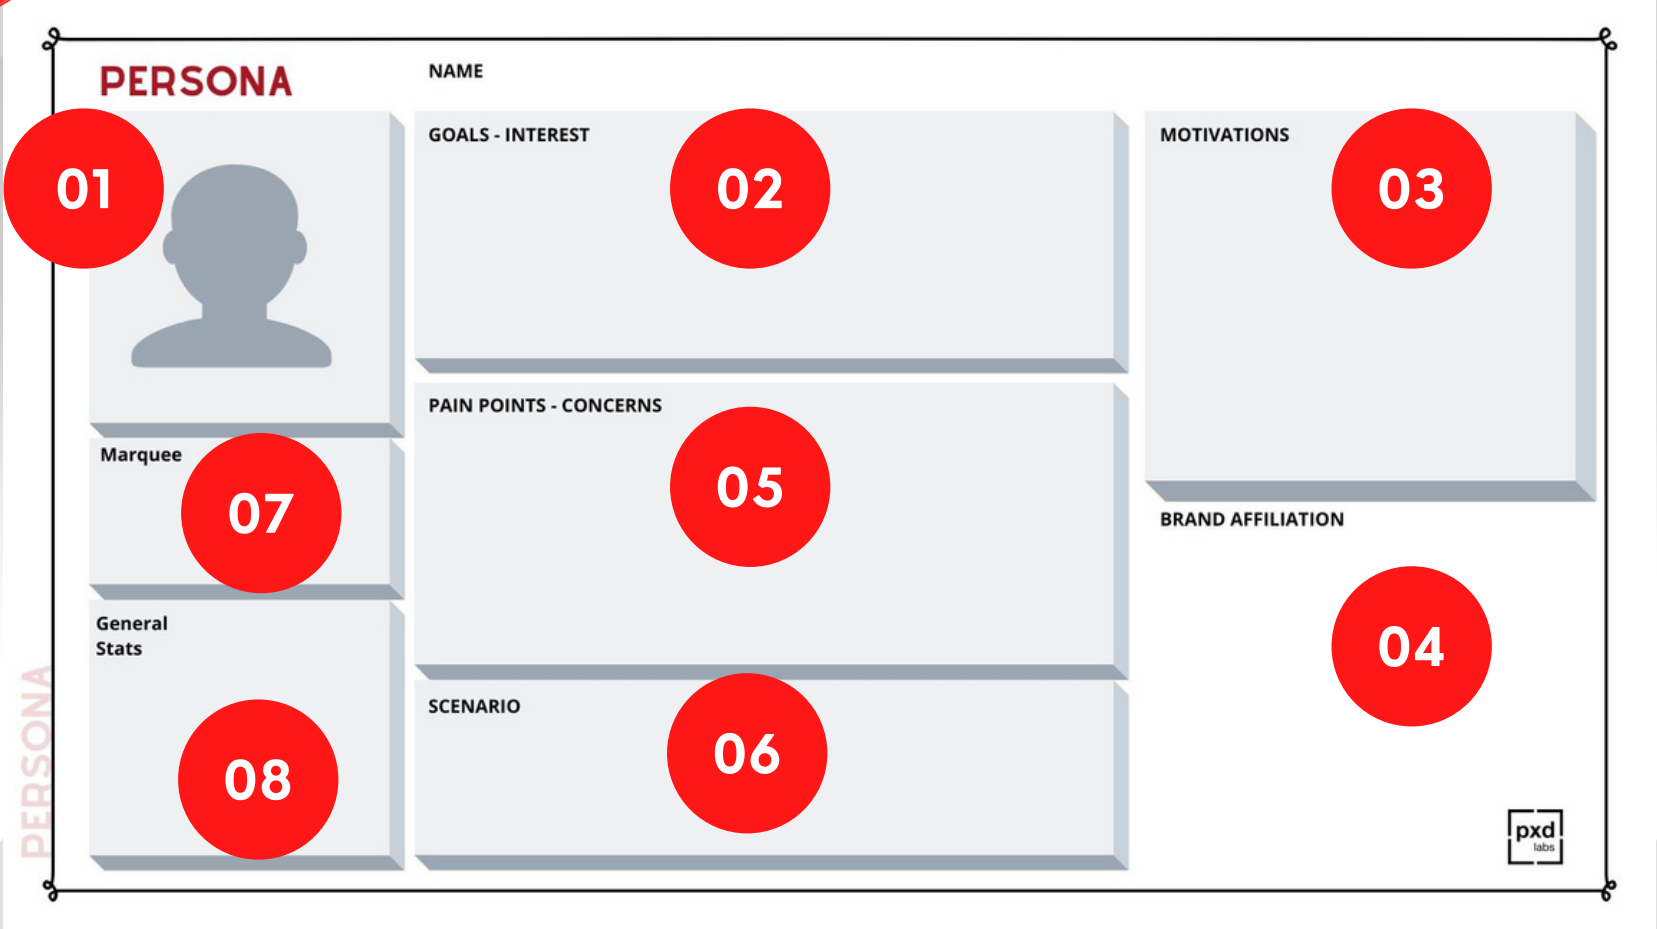 PERSONA
NAME
01
GOALS - INTEREST
02
MOTIVATIONS
03
PAIN POINTS - CONCERNS
05
Marquee
07
BRAND AFFILIATION
04
General
Stats
08
SCENARIO
06
PERSONA
pxd
labs